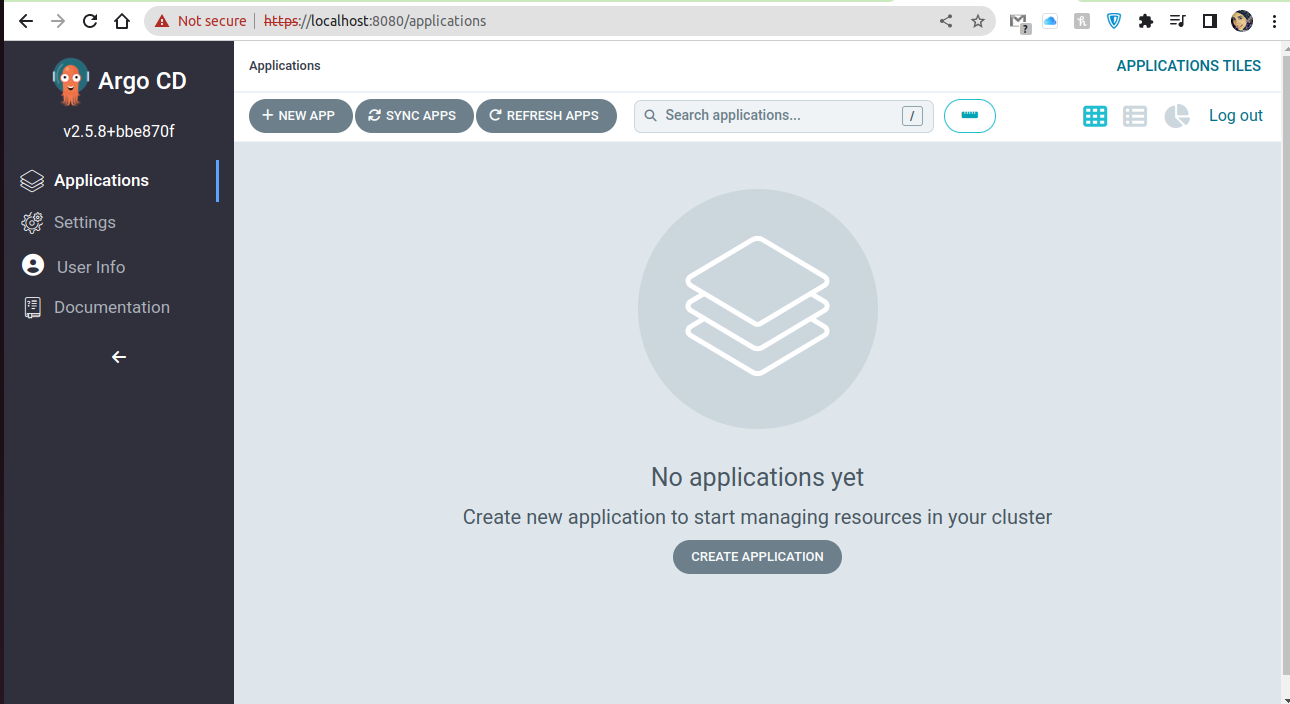 Not secure | https://localhost:8080/applications
Argo CD
v2.5.8+bbe870f
Applications
Settings
User Info
Documentation
Applications
APPLICATIONS TILES
+ NEW APP SYNC APPS REFRESH APPS Search applications... / Log out
No applications yet
Create new application to start managing resources in your cluster
CREATE APPLICATION